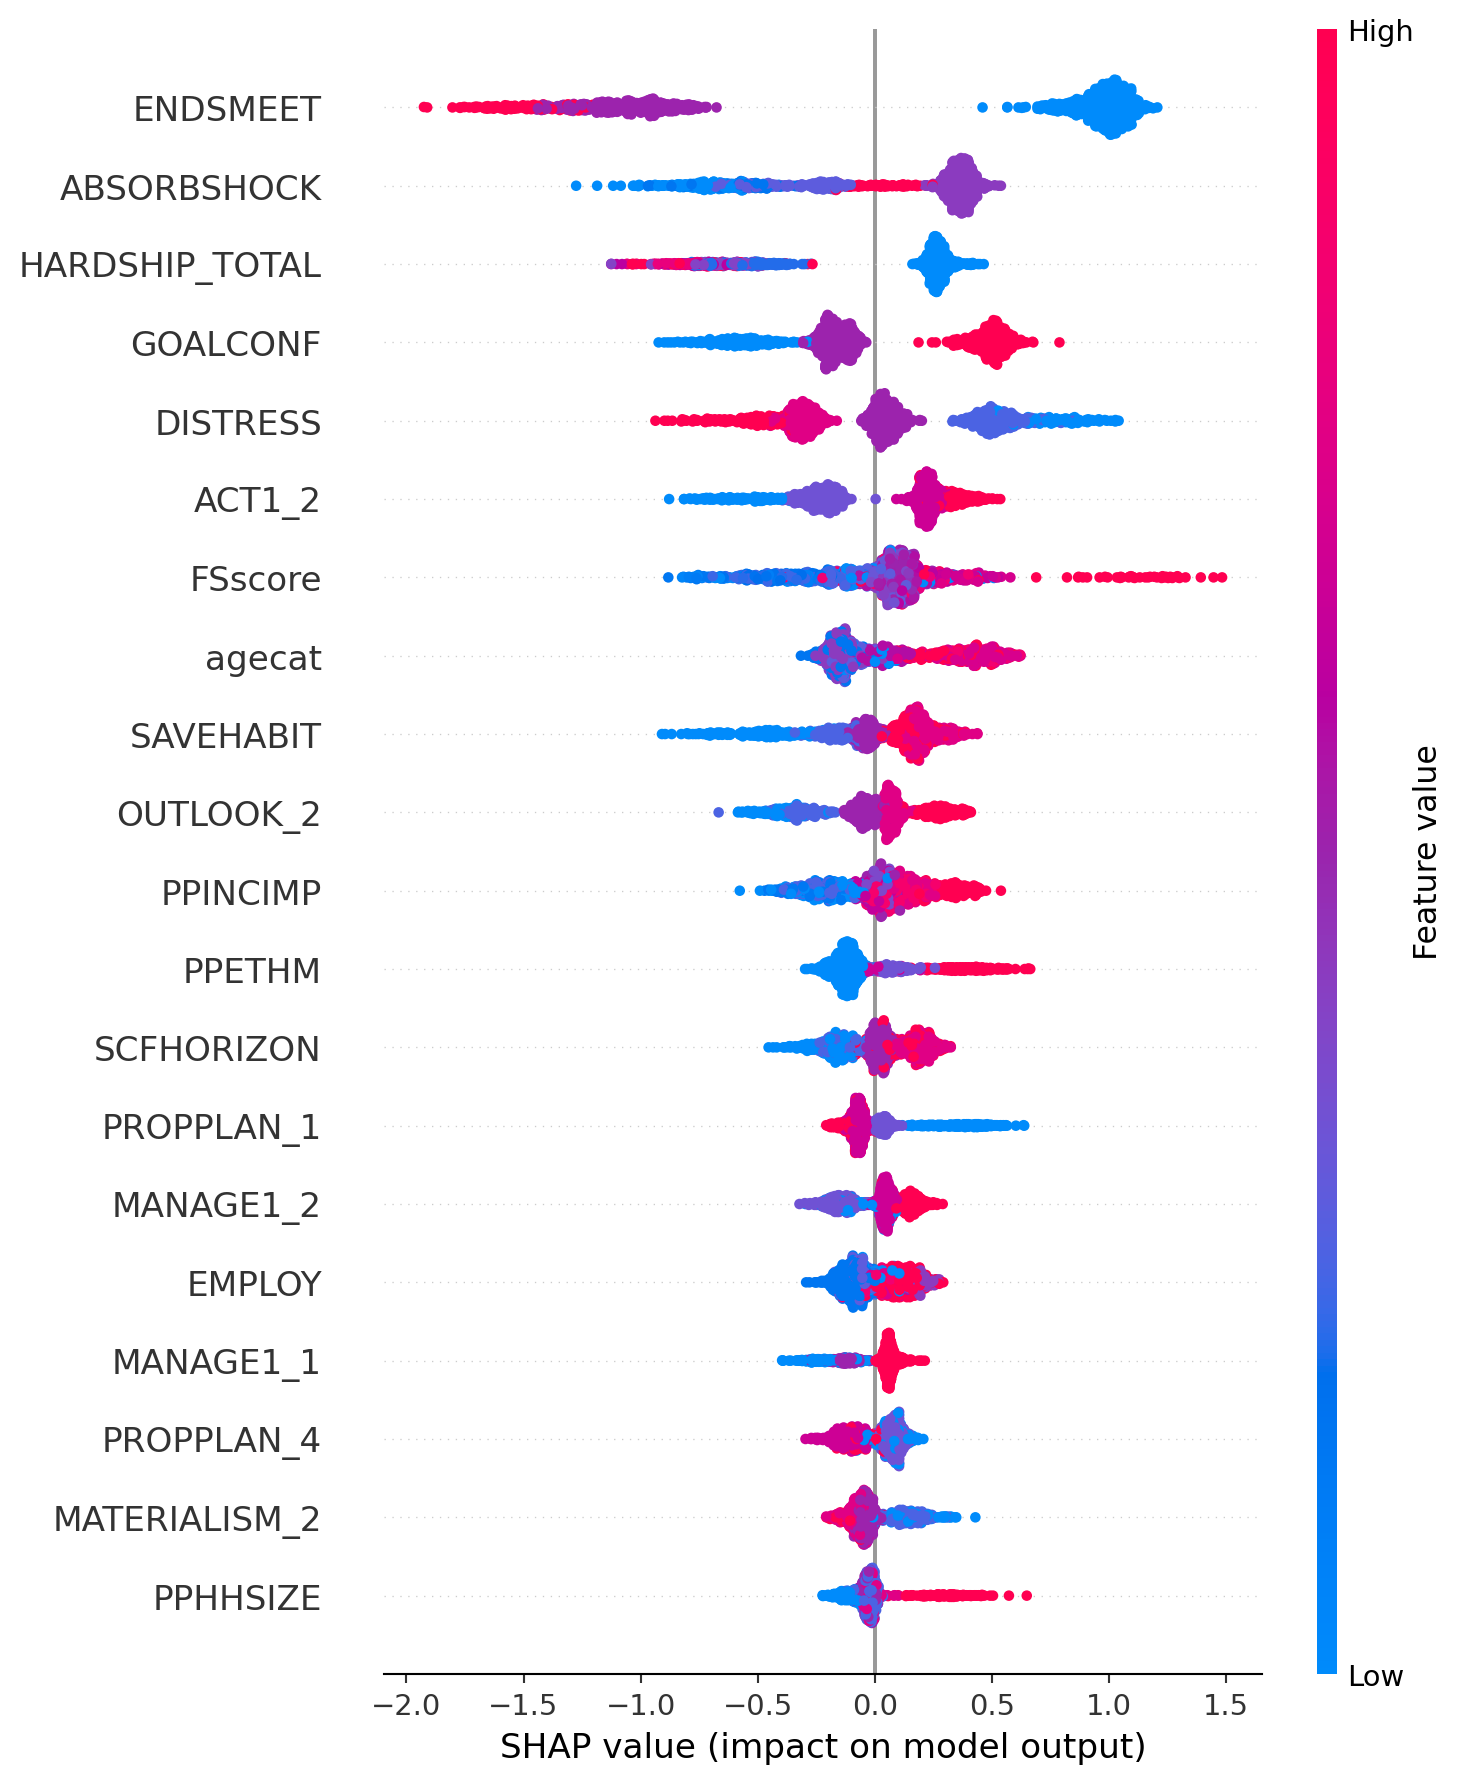 High
ENDSMEET
ABSORBSHOCK
HARDSHIP_TOTAL
GOALCONF
DISTRESS
ACT1_2
FSscore
agecat
SAVEHABIT
OUTLOOK_2
PPINCIMP
PPETHM
SCFHORIZON
PROPPLAN_1
MANAGE1_2
EMPLOY
MANAGE1_1
PROPPLAN_4
MATERIALISM_2
PPHHSIZE
Feature value
Low
−2.0 −1.5 −1.0 −0.5 0.0 0.5 1.0 1.5
SHAP value (impact on model output)